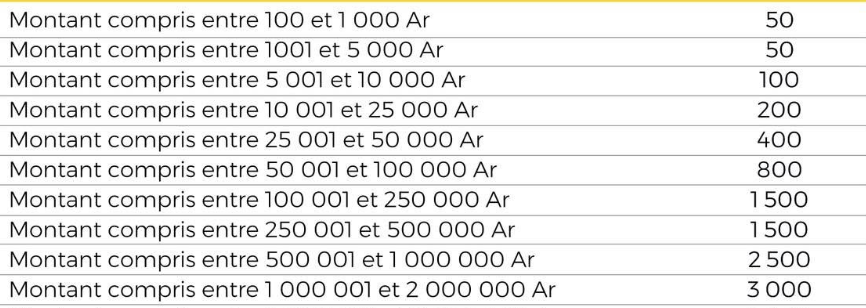 Montant compris entre 100 et 1 000 Ar 50
Montant compris entre 1001 et 5 000 Ar 50
Montant compris entre 5 001 et 10 000 Ar 100
Montant compris entre 10 001 et 25 000 Ar 200
Montant compris entre 25 001 et 50 000 Ar 400
Montant compris entre 50 001 et 100 000 Ar 800
Montant compris entre 100 001 et 250 000 Ar 1 500
Montant compris entre 250 001 et 500 000 Ar 1 500
Montant compris entre 500 001 et 1 000 000 Ar 2 500
Montant compris entre 1 000 001 et 2 000 000 Ar 3 000